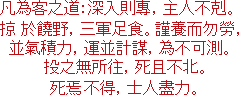 凡為客之道：深入則專，主人不剋。
掠 於饒野，三軍足食。謹養而勿勞，
並氣積力，運並計謀，為不可測。
投之無所往，死且不北。
死焉不得，士人盡力。